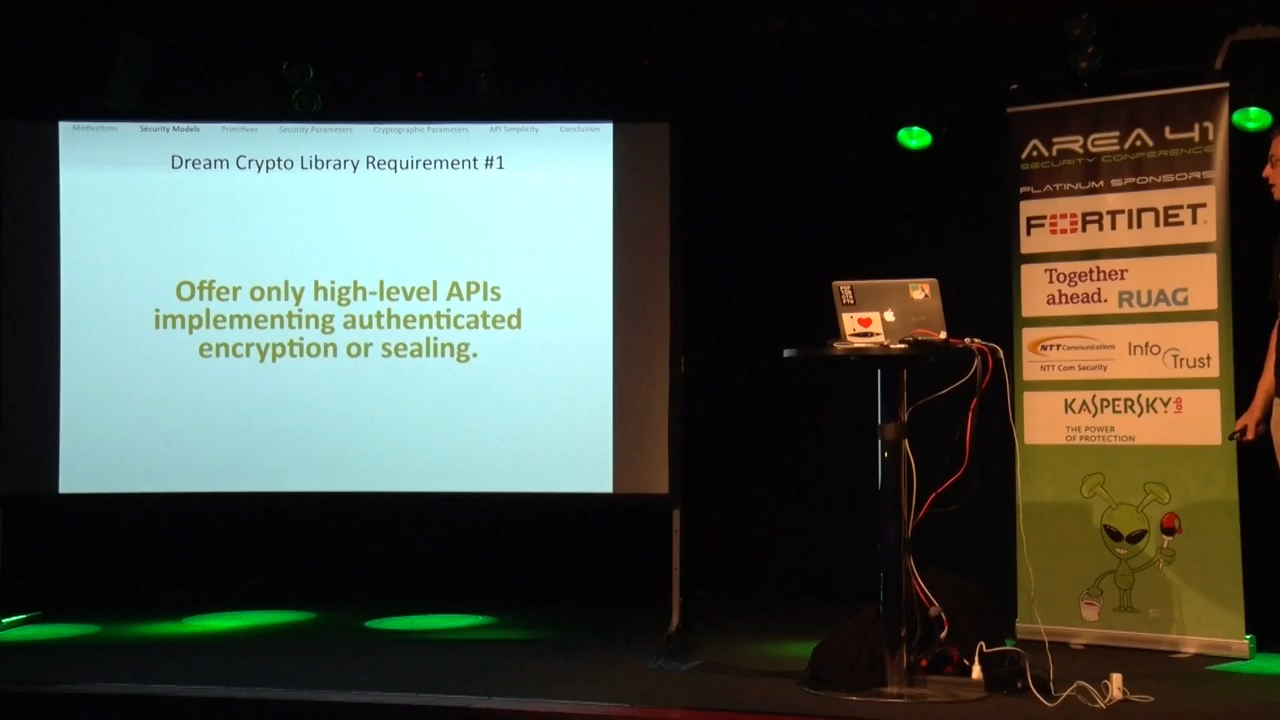 Motivations Security Models Primitives Security Parameters Cryptographic Parameters API Simplicity Conclusion
Dream Crypto Library Requirement #1
Offer only high-level APIs
implementing authenticated
encryption or sealing.
AREA 41
SECURITY CONFERENCE
PLATINUM SPONSORS
FORTINET
Together
ahead. RUAG
NTT Communications
NTT Com Security
Info
Trust
KASPERSKY lab
THE POWER
OF PROTECTION